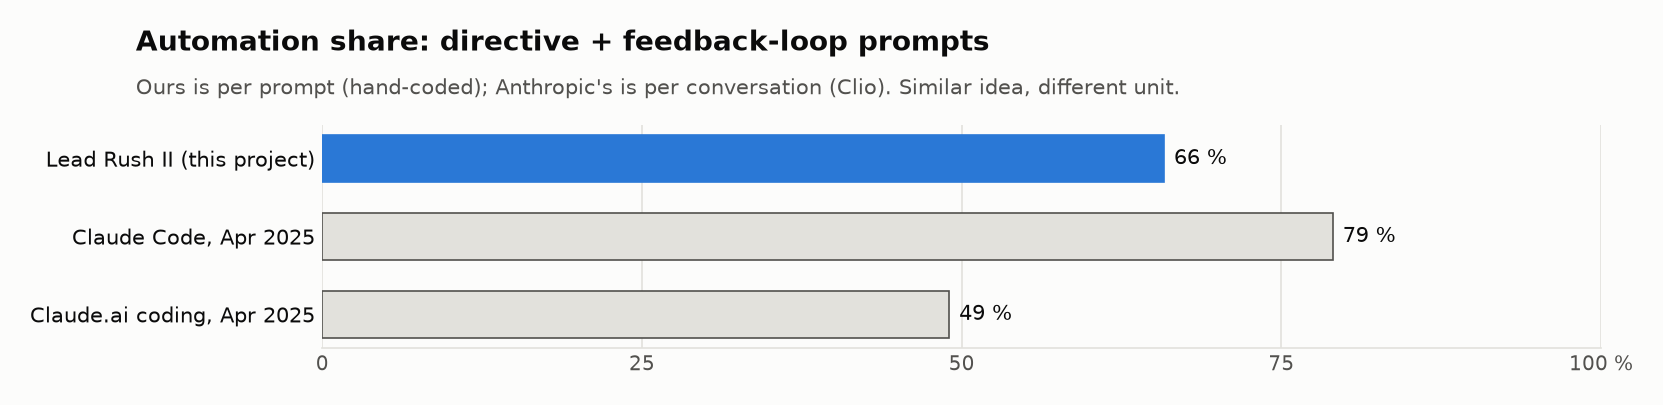 Automation share: directive + feedback-loop prompts
Ours is per prompt (hand-coded); Anthropic's is per conversation (Clio). Similar idea, different unit.
Lead Rush II (this project)
66 %
Claude Code, Apr 2025
79 %
Claude.ai coding, Apr 2025
49 %
0
25
50
75
100 %